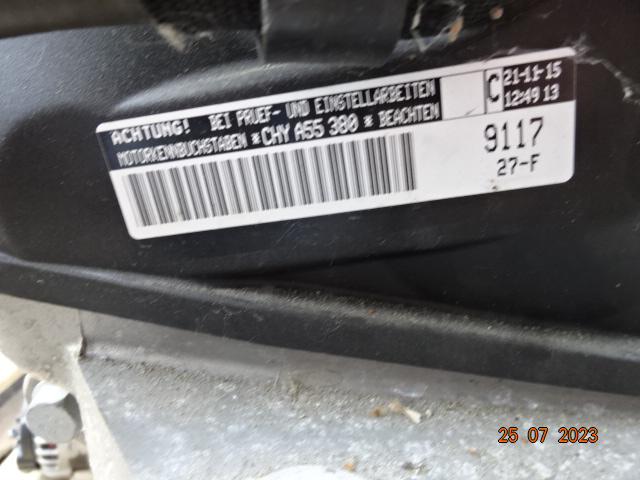 ACHTUNG! BEI PRUEF- UND EINSTELLARBEITEN
MOTORKENNBUCHSTABEN *CHY A55 380 * BEACHTEN
C
21-11-15
12:49 13
9117
27-F
25 07 2023